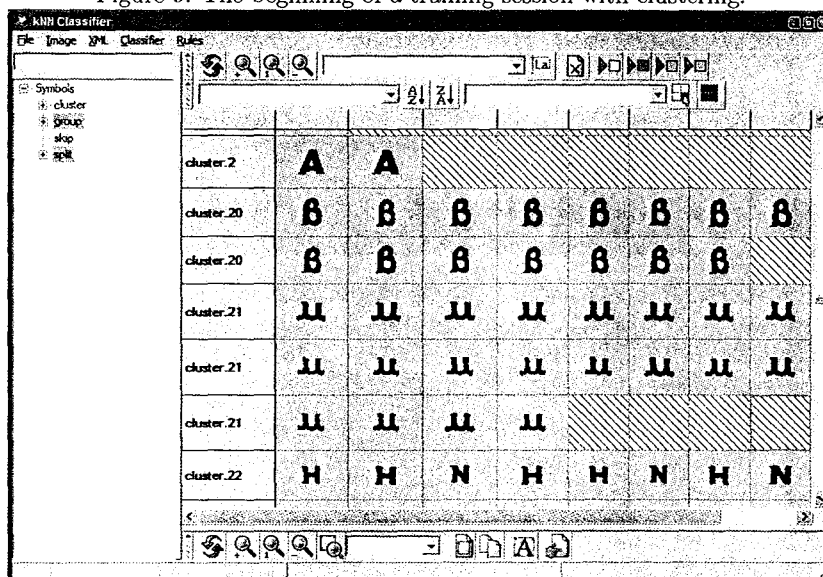 Figure 9: The beginning of a training session with clustering.
kNN Classifier
File Image XML Classifier Rules
Symbols
cluster
group
skip
split
cluster.2 A A
cluster.20 β β β β β β β β
cluster.20 β β β β β β β
cluster.21 μ μ μ μ μ μ μ μ
cluster.21 μ μ μ μ μ μ μ μ
cluster.21 μ μ μ μ
cluster.22 H H N H H N H N